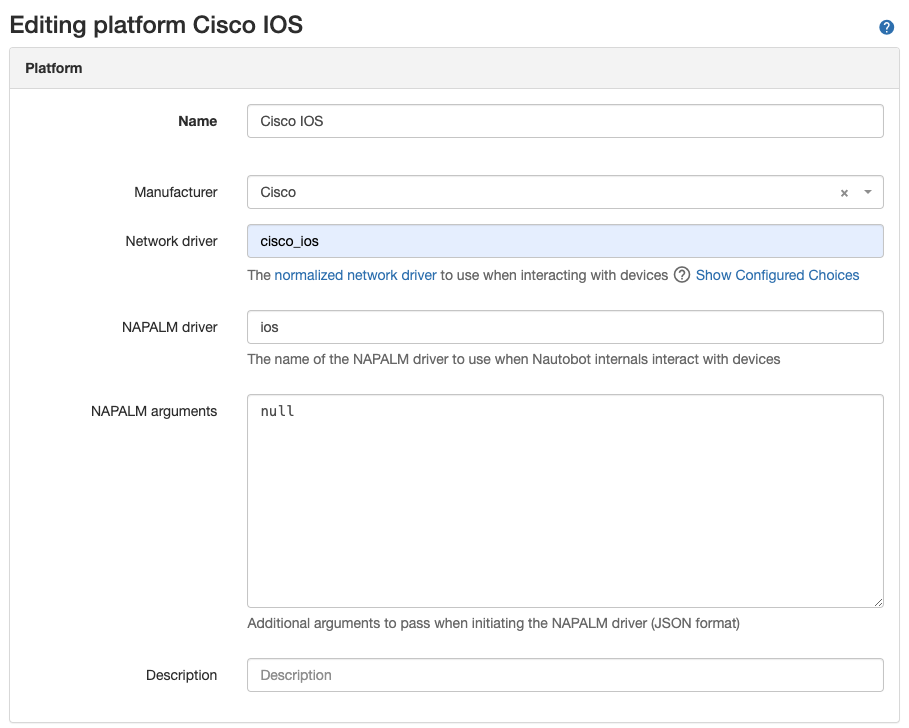 Editing platform Cisco IOS
?
Platform
Name Cisco IOS
Manufacturer Cisco ×
Network driver cisco_ios
The normalized network driver to use when interacting with devices ? Show Configured Choices
NAPALM driver ios
The name of the NAPALM driver to use when Nautobot internals interact with devices
NAPALM arguments null
Additional arguments to pass when initiating the NAPALM driver (JSON format)
Description Description